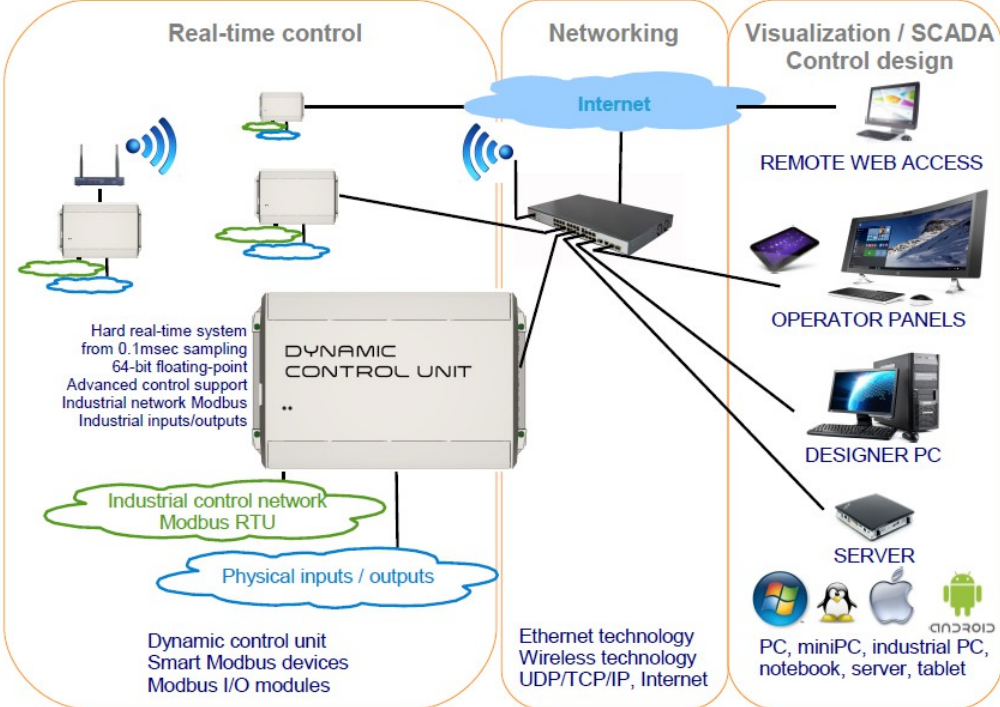 Real-time control
Networking
Visualization / SCADA
Control design
Internet
REMOTE WEB ACCESS
OPERATOR PANELS
Hard real-time system
from 0.1msec sampling
64-bit floating-point
Advanced control support
Industrial network Modbus
Industrial inputs/outputs
DYNAMIC
CONTROL UNIT
DESIGNER PC
Industrial control network
Modbus RTU
Physical inputs / outputs
SERVER
ANDROID
Dynamic control unit
Smart Modbus devices
Modbus I/O modules
Ethernet technology
Wireless technology
UDP/TCP/IP, Internet
PC, miniPC, industrial PC,
notebook, server, tablet